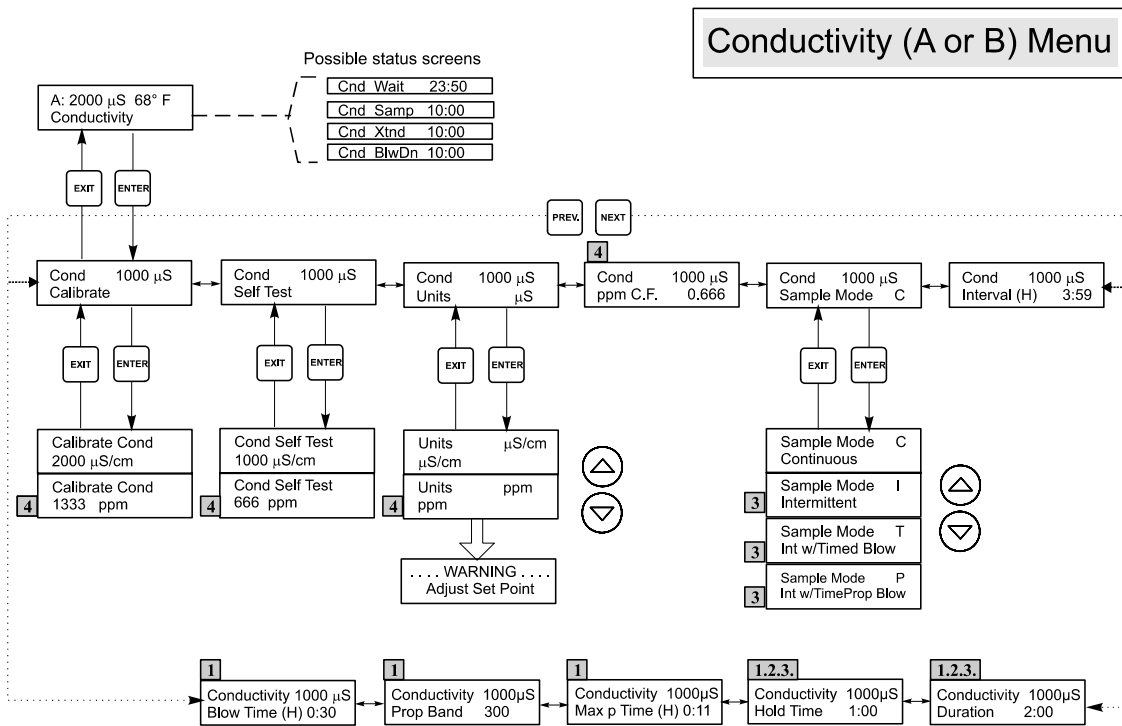 Conductivity (A or B) Menu
Possible status screens
Cnd Wait 23:50
Cnd Samp 10:00
Cnd Xtnd 10:00
Cnd BlwDn 10:00
A: 2000 μS 68° F
Conductivity
EXIT ENTER
PREV. NEXT
Cond 1000 μS
Calibrate
Cond 1000 μS
Self Test
Cond 1000 μS
Units μS
4
Cond 1000 μS
ppm C.F. 0.666
Cond 1000 μS
Sample Mode C
Cond 1000 μS
Interval (H) 3:59
EXIT ENTER
EXIT ENTER
EXIT ENTER
EXIT ENTER
Calibrate Cond
2000 μS/cm
4
Calibrate Cond
1333 ppm
Cond Self Test
1000 μS/cm
4
Cond Self Test
666 ppm
Units μS/cm
μS/cm
4
Units ppm
ppm
. . . . WARNING . . . .
Adjust Set Point
Sample Mode C
Continuous
3
Sample Mode I
Intermittent
3
Sample Mode T
Int w/Timed Blow
3
Sample Mode P
Int w/TimeProp Blow
1
Conductivity 1000 μS
Blow Time (H) 0:30
1
Conductivity 1000μS
Prop Band 300
1
Conductivity 1000μS
Max p Time (H) 0:11
1.2.3.
Conductivity 1000μS
Hold Time 1:00
1.2.3.
Conductivity 1000μS
Duration 2:00